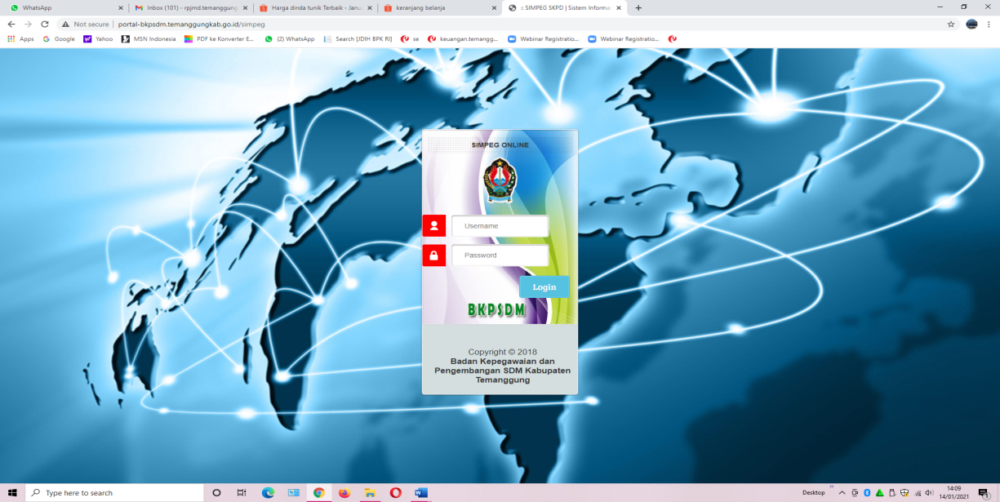 WhatsApp
Inbox (101) - rpjmd.temanggung
Harga dinda tunik Terbaik - Janua
keranjang belanja
:: SIMPEG SKPD | Sistem Informa
Not secure | portal-bkpsdm.temanggungkab.go.id/simpeg
Apps
Google
Yahoo
MSN Indonesia
PDF ke Konverter E...
(2) WhatsApp
Search [JDIH BPK RI]
se
keuangan.temangg...
Webinar Registratio...
Webinar Registratio...
SIMPEG ONLINE
Username
Password
Login
BKPSDM
Copyright © 2018
Badan Kepegawaian dan
Pengembangan SDM Kabupaten
Temanggung
Type here to search
Desktop
14:09
14/01/2021